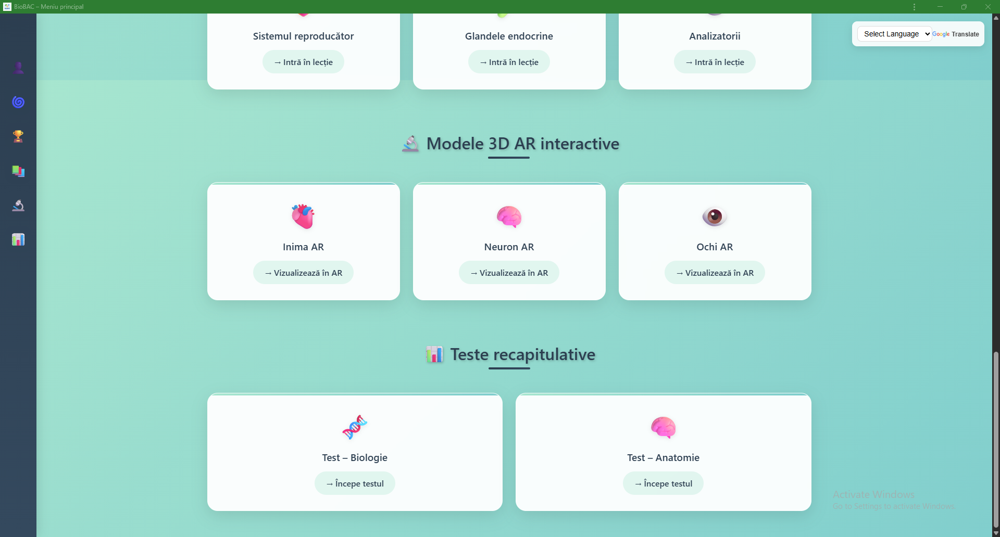 BioBAC – Meniu principal
Select Language
Google Translate
Sistemul reproducător
Glandele endocrine
Analizatorii
→ Intră în lecție
→ Intră în lecție
→ Intră în lecție
Modele 3D AR interactive
Inima AR
Neuron AR
Ochi AR
→ Vizualizează în AR
→ Vizualizează în AR
→ Vizualizează în AR
Teste recapitulative
Test – Biologie
Test – Anatomie
→ Începe testul
→ Începe testul
Activate Windows
Go to Settings to activate Windows.